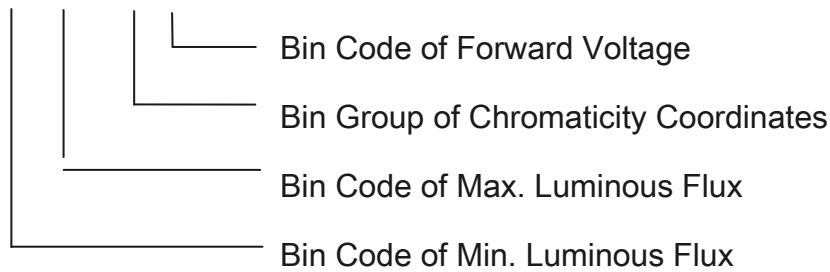 Bin Code of Forward Voltage
Bin Group of Chromaticity Coordinates
Bin Code of Max. Luminous Flux
Bin Code of Min. Luminous Flux